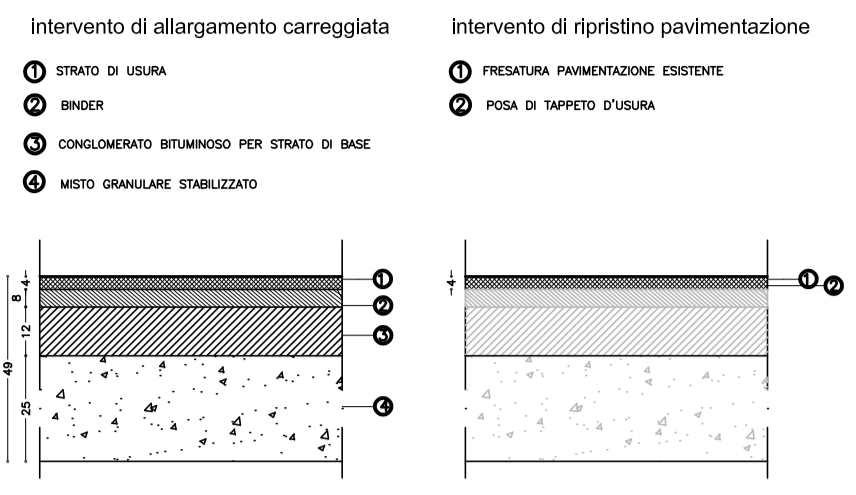 intervento di allargamento carreggiata
1 STRATO DI USURA
2 BINDER
3 CONGLOMERATO BITUMINOSO PER STRATO DI BASE
4 MISTO GRANULARE STABILIZZATO
4
8
12
25
49
1
2
3
4
intervento di ripristino pavimentazione
1 FRESATURA PAVIMENTAZIONE ESISTENTE
2 POSA DI TAPPETO D'USURA
4
1
2